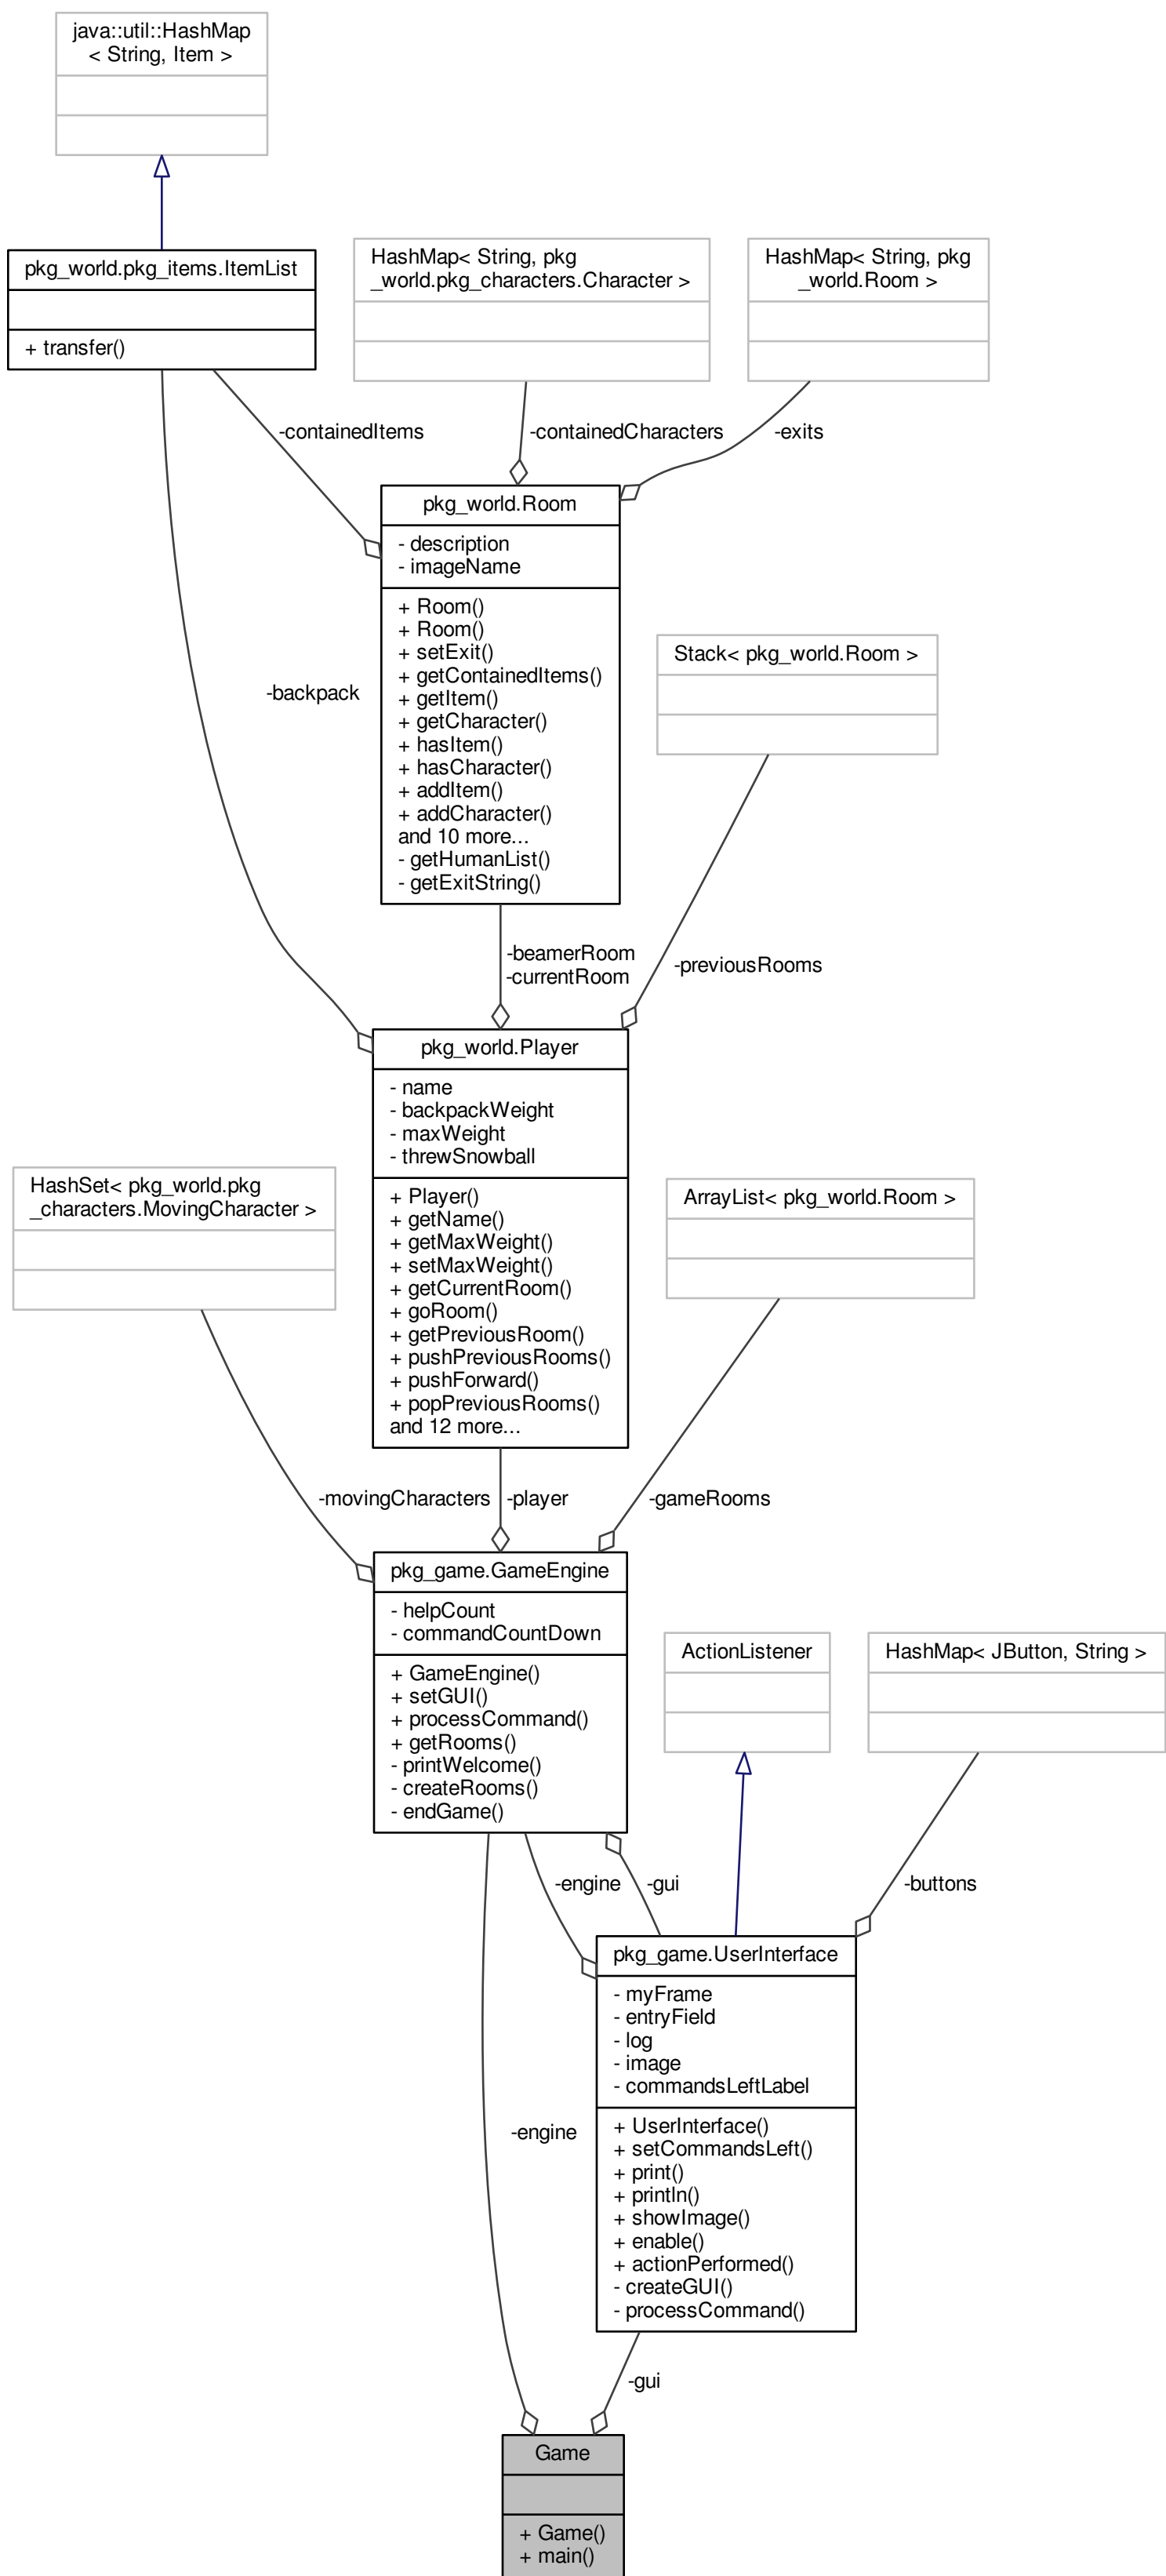 java::util::HashMap
< String, Item >
pkg_world.pkg_items.ItemList
+ transfer()
HashMap< String, pkg
_world.pkg_characters.Character >
HashMap< String, pkg
_world.Room >
-containedItems
-containedCharacters
-exits
pkg_world.Room
- description
- imageName
+ Room()
+ Room()
+ setExit()
+ getContainedItems()
+ getItem()
+ getCharacter()
+ hasItem()
+ hasCharacter()
+ addItem()
+ addCharacter()
and 10 more...
- getHumanList()
- getExitString()
-backpack
Stack< pkg_world.Room >
-beamerRoom
-currentRoom
-previousRooms
pkg_world.Player
- name
- backpackWeight
- maxWeight
- threwSnowball
+ Player()
+ getName()
+ getMaxWeight()
+ setMaxWeight()
+ getCurrentRoom()
+ goRoom()
+ getPreviousRoom()
+ pushPreviousRooms()
+ pushForward()
+ popPreviousRooms()
and 12 more...
HashSet< pkg_world.pkg
_characters.MovingCharacter >
ArrayList< pkg_world.Room >
-movingCharacters
-player
-gameRooms
pkg_game.GameEngine
- helpCount
- commandCountDown
+ GameEngine()
+ setGUI()
+ processCommand()
+ getRooms()
- printWelcome()
- createRooms()
- endGame()
ActionListener
HashMap< JButton, String >
-engine
-gui
-buttons
pkg_game.UserInterface
- myFrame
- entryField
- log
- image
- commandsLeftLabel
+ UserInterface()
+ setCommandsLeft()
+ print()
+ println()
+ showImage()
+ enable()
+ actionPerformed()
- createGUI()
- processCommand()
-engine
-gui
Game
+ Game()
+ main()